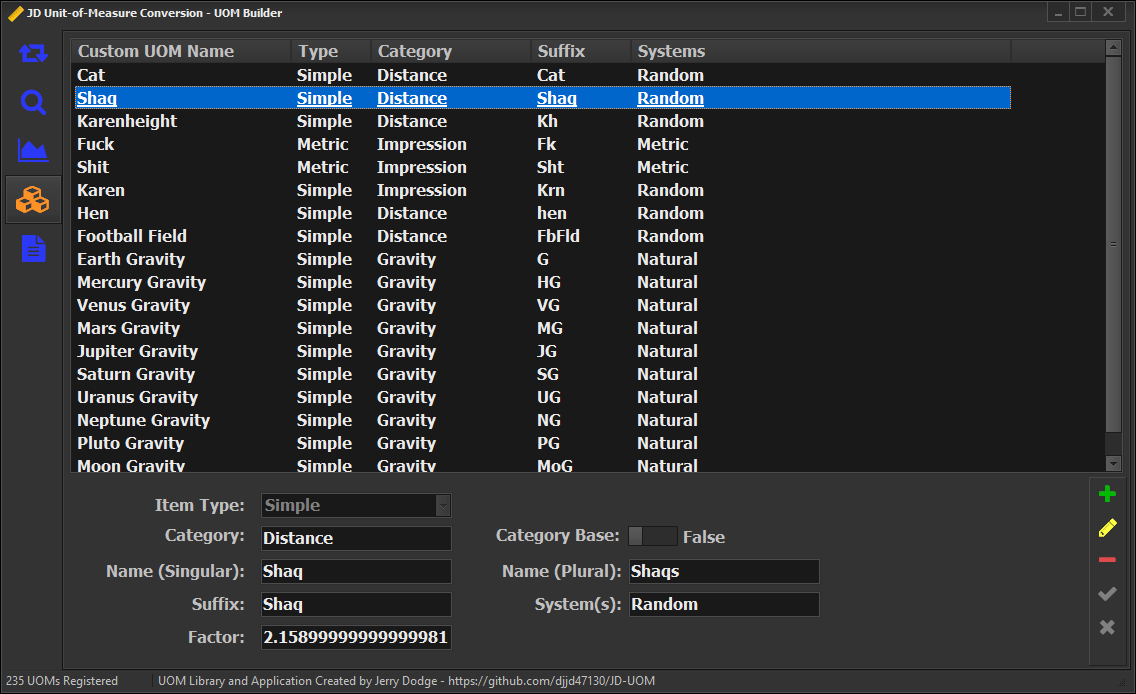 JD Unit-of-Measure Conversion - UOM Builder
Custom UOM Name Type Category Suffix Systems
Cat Simple Distance Cat Random
Shaq Simple Distance Shaq Random
Karenheight Simple Distance Kh Random
Fuck Metric Impression Fk Metric
Shit Metric Impression Sht Metric
Karen Simple Impression Krn Random
Hen Simple Distance hen Random
Football Field Simple Distance FbFld Random
Earth Gravity Simple Gravity G Natural
Mercury Gravity Simple Gravity HG Natural
Venus Gravity Simple Gravity VG Natural
Mars Gravity Simple Gravity MG Natural
Jupiter Gravity Simple Gravity JG Natural
Saturn Gravity Simple Gravity SG Natural
Uranus Gravity Simple Gravity UG Natural
Neptune Gravity Simple Gravity NG Natural
Pluto Gravity Simple Gravity PG Natural
Moon Gravity Simple Gravity MoG Natural
Item Type: Simple
Category: Distance Category Base: False
Name (Singular): Shaq Name (Plural): Shaqs
Suffix: Shaq System(s): Random
Factor: 2.15899999999999981
235 UOMs Registered UOM Library and Application Created by Jerry Dodge - https://github.com/djjd47130/JD-UOM